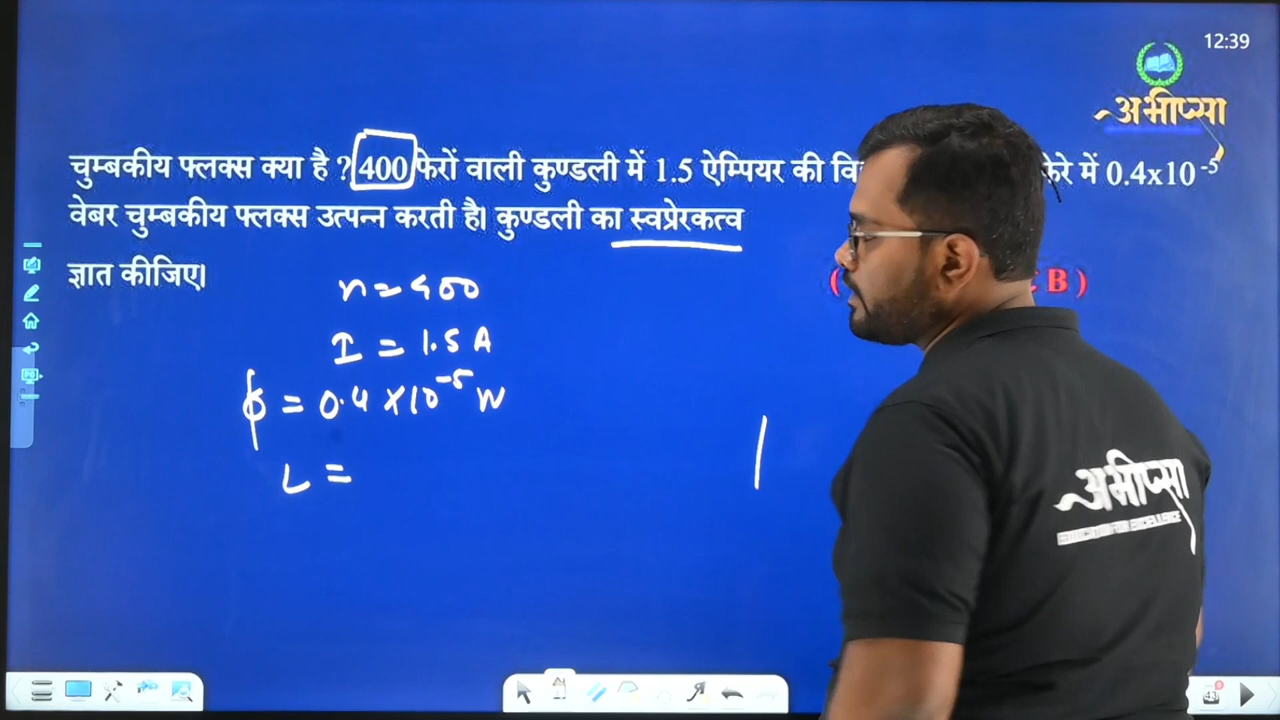 12:39
अभीप्सा
चुम्बकीय फ्लक्स क्या है ? 400 फेरों वाली कुण्डली में 1.5 ऐम्पियर की में 0.4x10⁻⁵
वेबर चुम्बकीय फ्लक्स उत्पन्न करती है। कुण्डली का स्वप्रेरकत्व
ज्ञात कीजिए।
( B )
n = 400
I = 1.5 A
ϕ = 0.4 × 10⁻⁵ W
L =
अभीप्सा